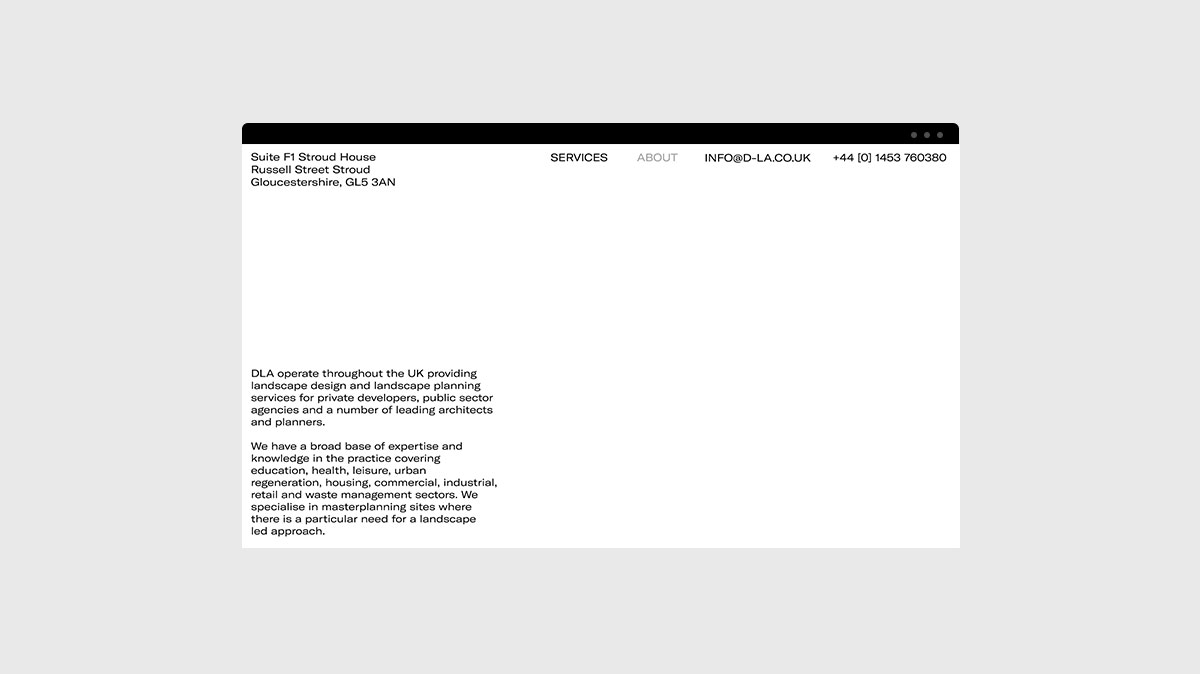 Suite F1 Stroud House
Russell Street Stroud
Gloucestershire, GL5 3AN
SERVICES
ABOUT
INFO@D-LA.CO.UK
+44 [0] 1453 760380
DLA operate throughout the UK providing
landscape design and landscape planning
services for private developers, public sector
agencies and a number of leading architects
and planners.
We have a broad base of expertise and
knowledge in the practice covering
education, health, leisure, urban
regeneration, housing, commercial, industrial,
retail and waste management sectors. We
specialise in masterplanning sites where
there is a particular need for a landscape
led approach.